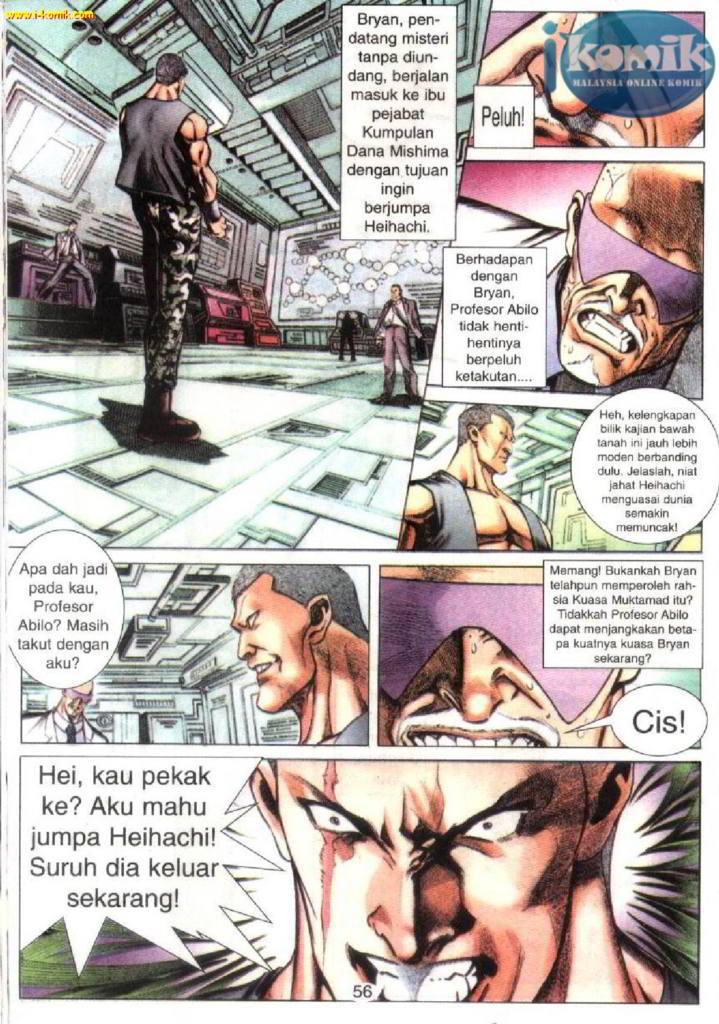 www.i-komik.com
ikomik
MALAYSIA ONLINE KOMIK
Bryan, pen-
datang misteri
tanpa diun-
dang, berjalan
masuk ke ibu
pejabat
Kumpulan
Dana Mishima
dengan tujuan
ingin
berjumpa
Heihachi.
Peluh!
Berhadapan
dengan
Bryan,
Profesor Abilo
tidak henti-
hentinya
berpeluh
ketakutan....
Heh, kelengkapan
bilik kajian bawah
tanah ini jauh lebih
moden berbanding
dulu. Jelaslah, niat
jahat Heihachi
menguasai dunia
semakin
memuncak!
Apa dah jadi
pada kau,
Profesor
Abilo? Masih
takut dengan
aku?
Memang! Bukankah Bryan
telahpun memperoleh rah-
sia Kuasa Muktamad itu?
Tidakkah Profesor Abilo
dapat menjangkakan beta-
pa kuatnya kuasa Bryan
sekarang?
Cis!
Hei, kau pekak
ke? Aku mahu
jumpa Heihachi!
Suruh dia keluar
sekarang!
56